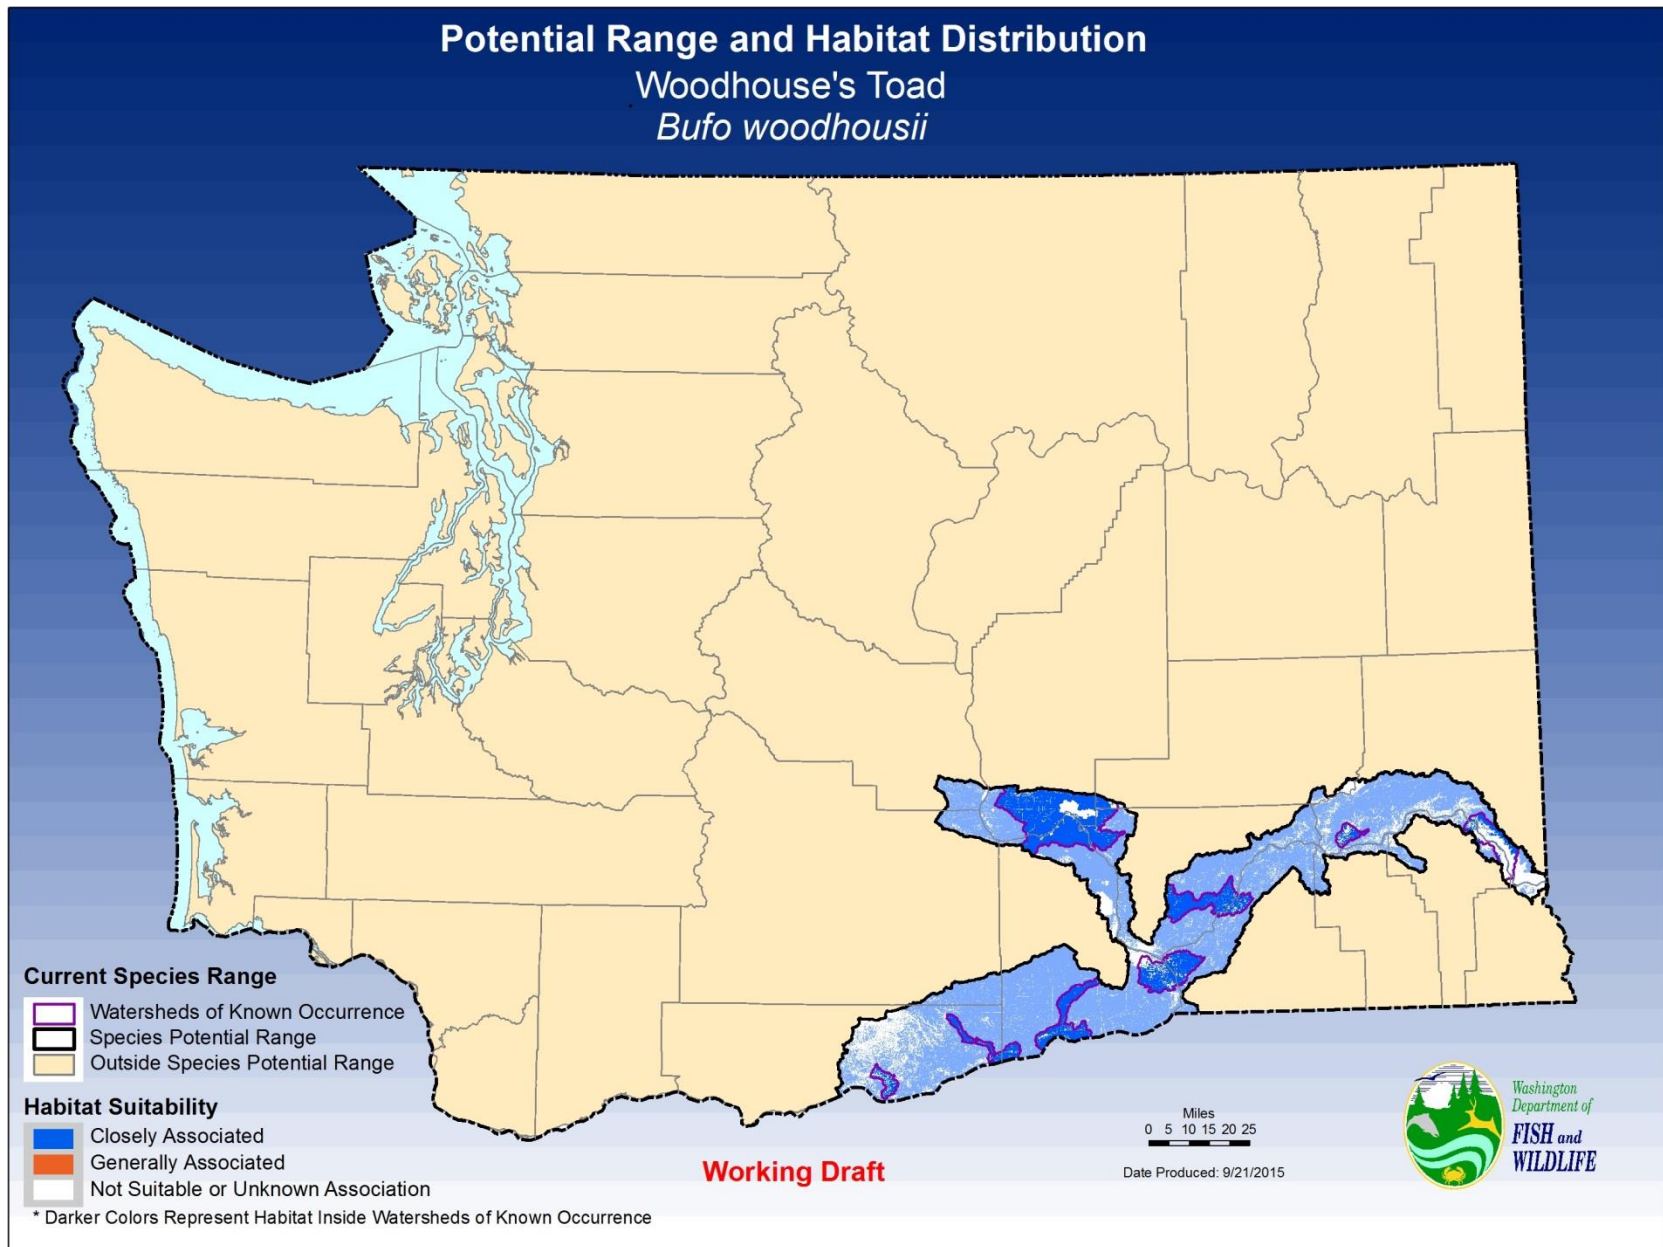 Potential Range and Habitat Distribution
Woodhouse's Toad
Bufo woodhousii
Current Species Range
Watersheds of Known Occurrence
Species Potential Range
Outside Species Potential Range
Habitat Suitability
Closely Associated
Generally Associated
Not Suitable or Unknown Association
* Darker Colors Represent Habitat Inside Watersheds of Known Occurrence
Working Draft
Miles
0 5 10 15 20 25
Date Produced: 9/21/2015
Washington
Department of
FISH and
WILDLIFE